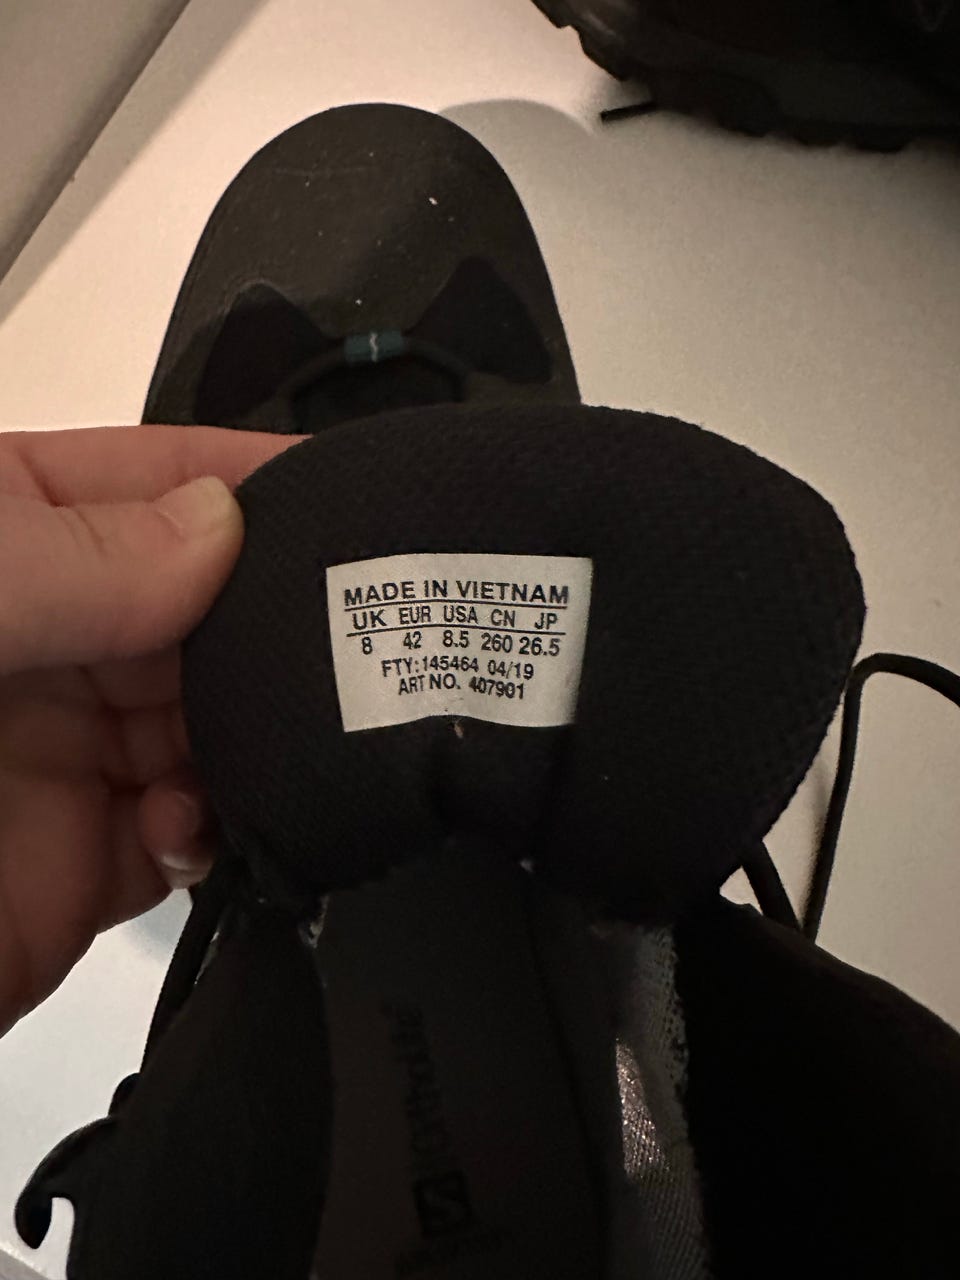 MADE IN VIETNAM
UK EUR USA CN JP
8 42 8.5 260 26.5
FTY:145464 04/19
ART NO. 407901